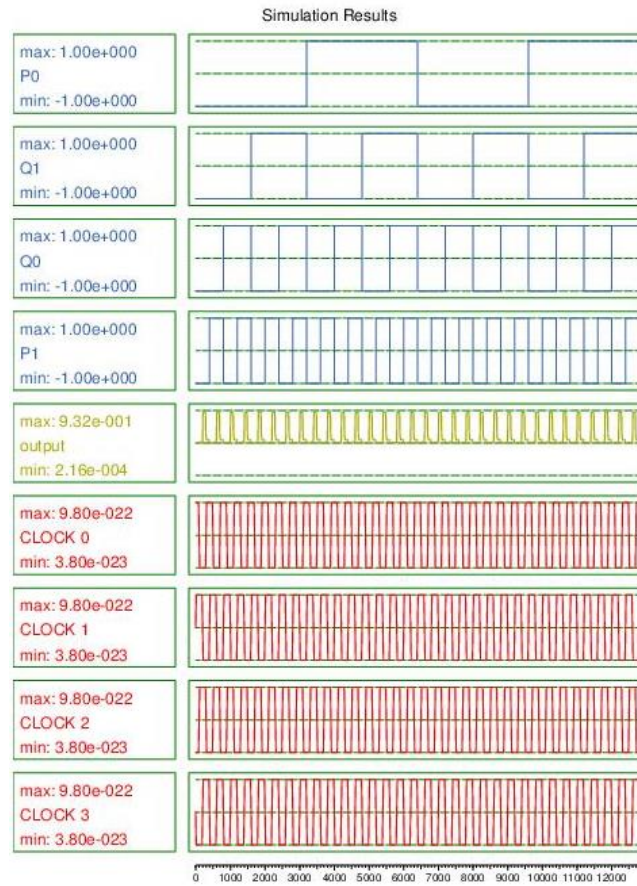 Simulation Results
max: 1.00e+000
P0
min: -1.00e+000
max: 1.00e+000
Q1
min: -1.00e+000
max: 1.00e+000
Q0
min: -1.00e+000
max: 1.00e+000
P1
min: -1.00e+000
max: 9.32e-001
output
min: 2.16e-004
max: 9.80e-022
CLOCK 0
min: 3.80e-023
max: 9.80e-022
CLOCK 1
min: 3.80e-023
max: 9.80e-022
CLOCK 2
min: 3.80e-023
max: 9.80e-022
CLOCK 3
min: 3.80e-023
0 1000 2000 3000 4000 5000 6000 7000 8000 9000 10000 11000 12000